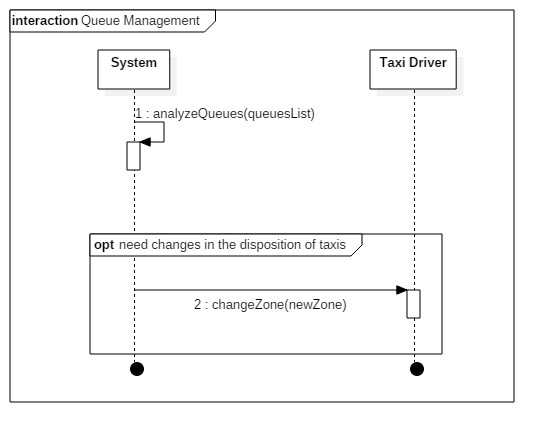 interaction Queue Management
System
Taxi Driver
1 : analyzeQueues(queuesList)
opt need changes in the disposition of taxis
2 : changeZone(newZone)